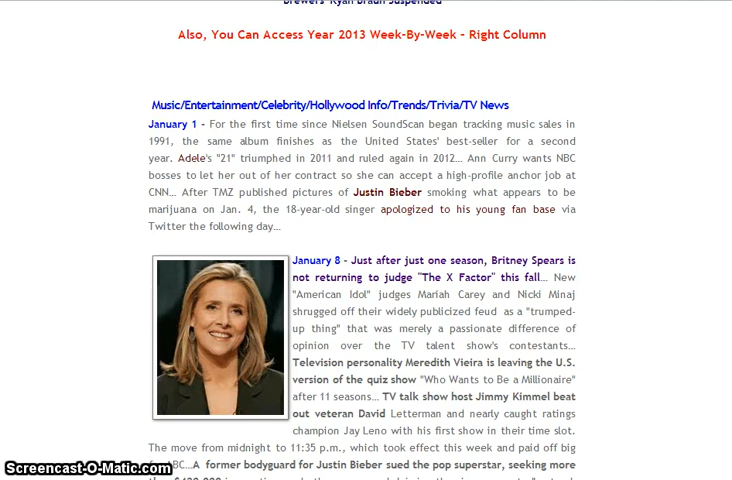 Brewers' Ryan Braun Suspended
Also, You Can Access Year 2013 Week-By-Week - Right Column
Music/Entertainment/Celebrity/Hollywood Info/Trends/Trivia/TV News
January 1 - For the first time since Nielsen SoundScan began tracking music sales in
1991, the same album finishes as the United States' best-seller for a second
year. Adele's "21" triumphed in 2011 and ruled again in 2012… Ann Curry wants NBC
bosses to let her out of her contract so she can accept a high-profile anchor job at
CNN… After TMZ published pictures of Justin Bieber smoking what appears to be
marijuana on Jan. 4, the 18-year-old singer apologized to his young fan base via
Twitter the following day…
January 8 - Just after just one season, Britney Spears is
not returning to judge "The X Factor" this fall… New
"American Idol" judges Mariah Carey and Nicki Minaj
shrugged off their widely publicized feud as a "trumped-
up thing" that was merely a passionate difference of
opinion over the TV talent show's contestants…
Television personality Meredith Vieira is leaving the U.S.
version of the quiz show "Who Wants to Be a Millionaire"
after 11 seasons… TV talk show host Jimmy Kimmel beat
out veteran David Letterman and nearly caught ratings
champion Jay Leno with his first show in their time slot.
The move from midnight to 11:35 p.m., which took effect this week and paid off big
for ABC…A former bodyguard for Justin Bieber sued the pop superstar, seeking more
Screencast-O-Matic.com